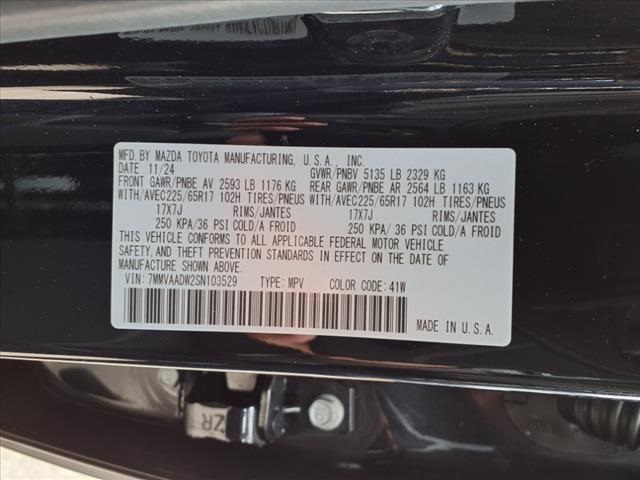 MFD. BY MAZDA TOYOTA MANUFACTURING, U.S.A., INC.
DATE 11/24 GVWR/PNBV 5135 LB 2329 KG
FRONT GAWR/PNBE AV 2593 LB 1176 KG REAR GAWR/PNBE AR 2564 LB 1163 KG
WITH/AVEC225/65R17 102H TIRES/PNEUS WITH/AVEC225/65R17 102H TIRES/PNEUS
17X7J RIMS/JANTES 17X7J RIMS/JANTES
250 KPA/36 PSI COLD/A FROID 250 KPA/36 PSI COLD/A FROID
THIS VEHICLE CONFORMS TO ALL APPLICABLE FEDERAL MOTOR VEHICLE
SAFETY, AND THEFT PREVENTION STANDARDS IN EFFECT ON THE DATE OF
MANUFACTURE SHOWN ABOVE.
VIN: 7MMVAADW2SN103529 TYPE: MPV COLOR CODE: 41W
MADE IN U.S.A.
ZR